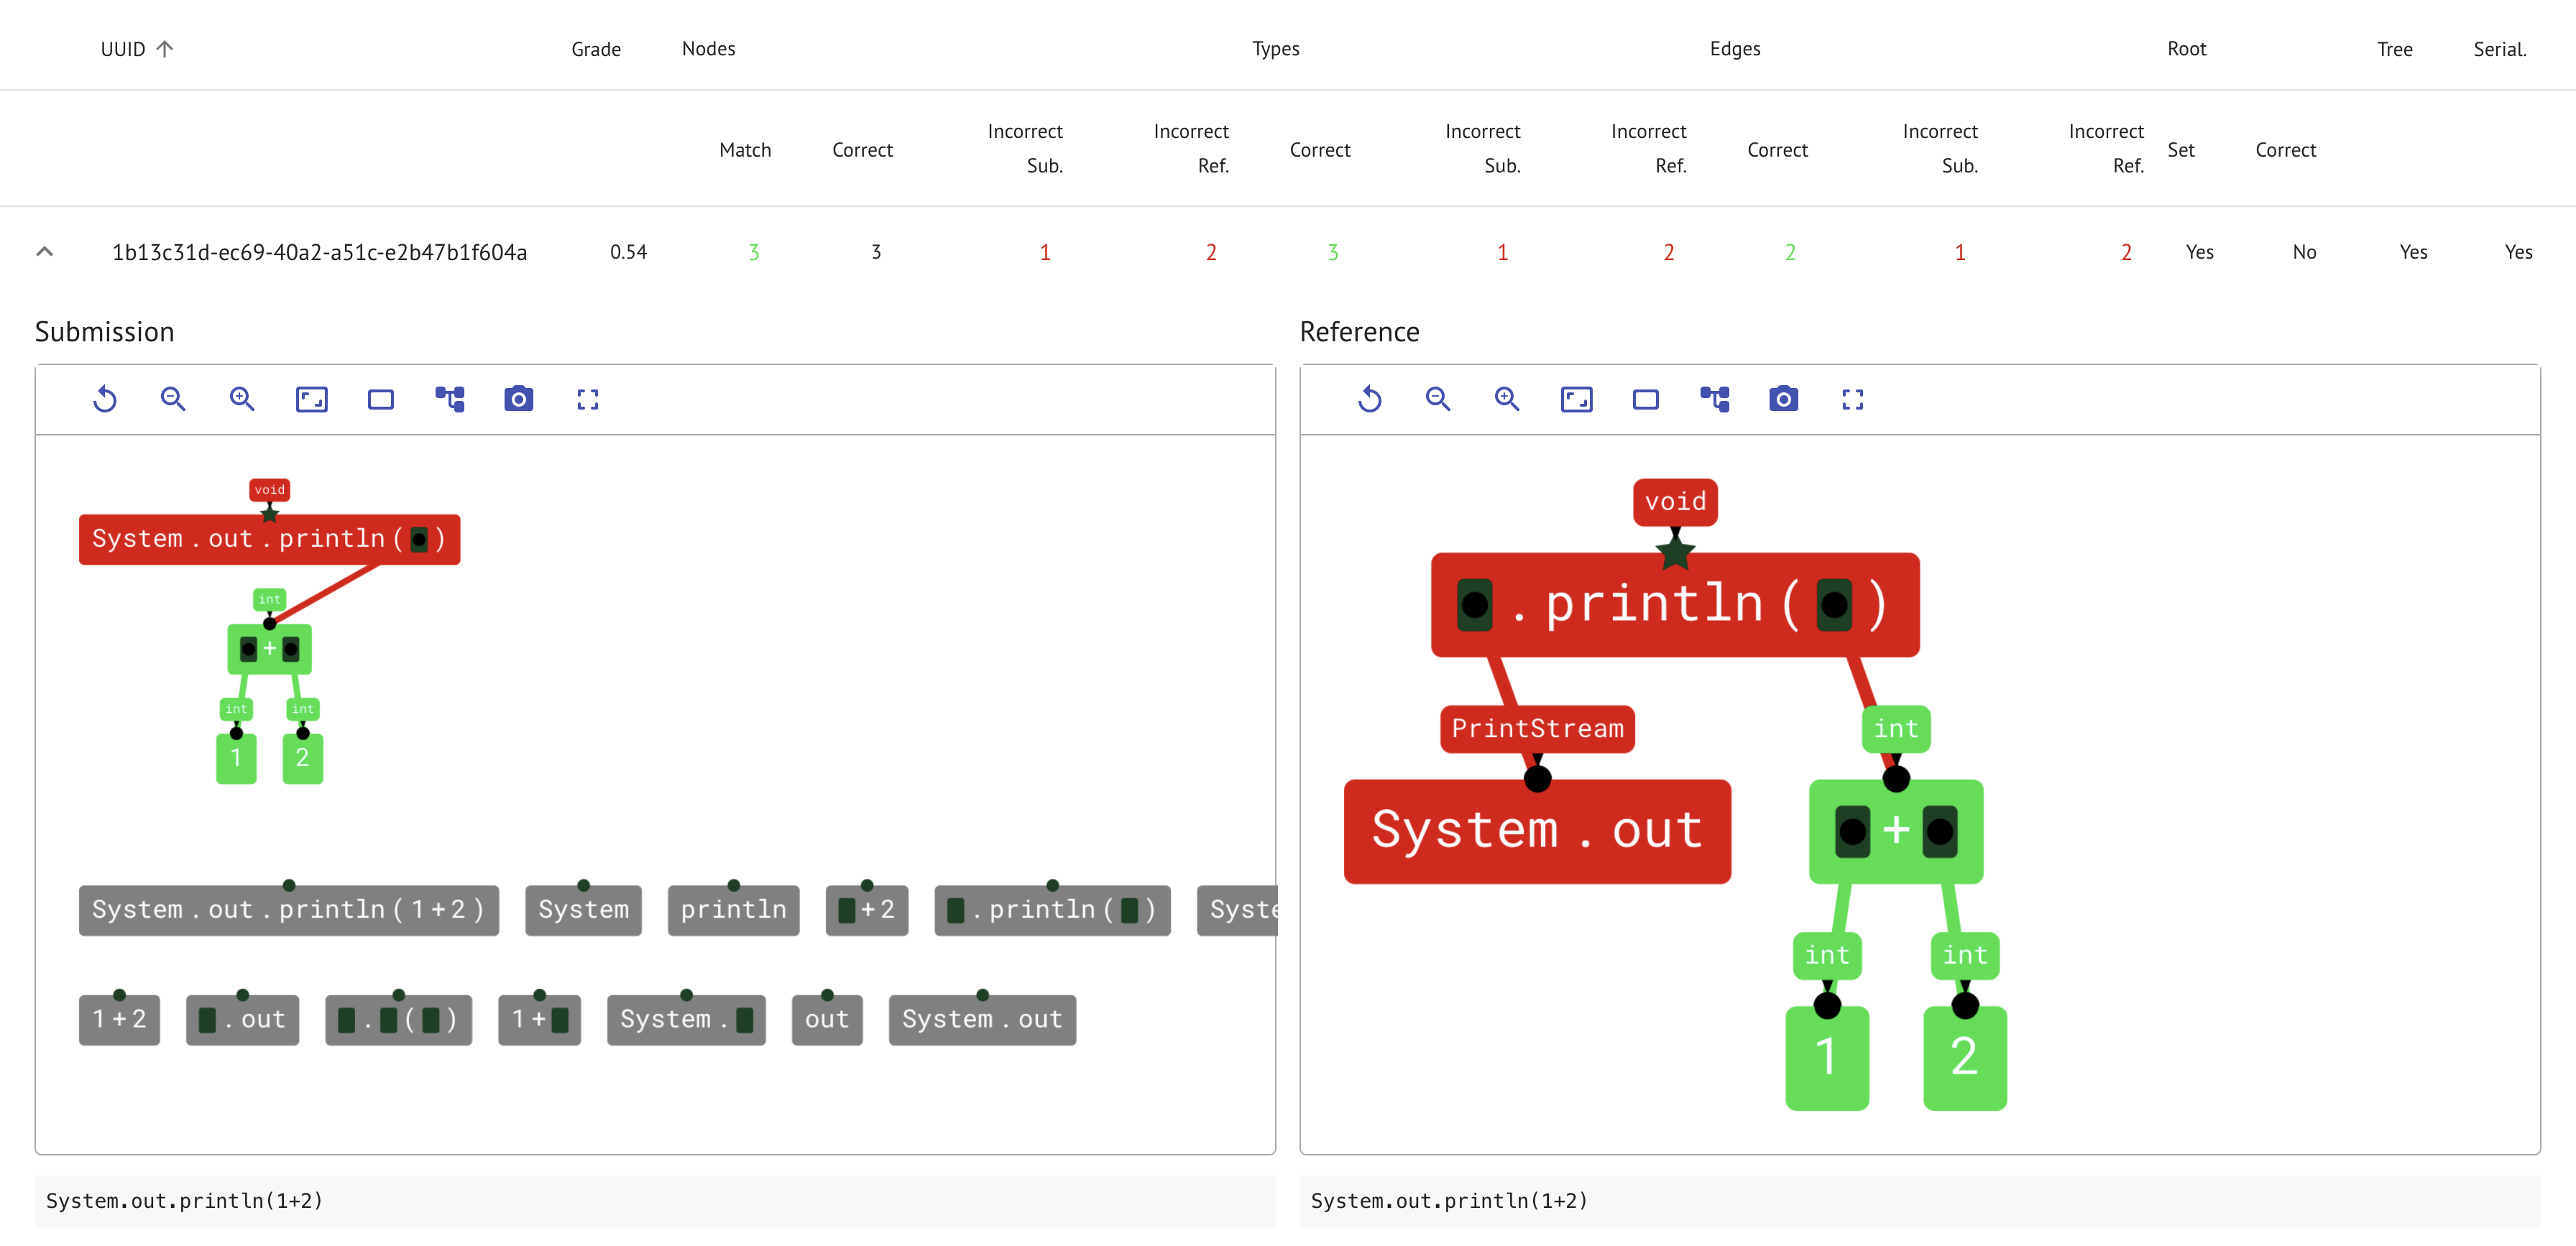 UUID Grade Nodes Types Edges Root Tree Serial.
Match Correct Incorrect Sub. Incorrect Ref. Correct Incorrect Sub. Incorrect Ref. Correct Incorrect Sub. Incorrect Ref. Set Correct
1b13c31d-ec69-40a2-a51c-e2b47b1f604a 0.54 3 3 1 2 3 1 2 2 1 2 Yes No Yes Yes
Submission
void
System.out.println( )
int
+
int int
1 2
System.out.println(1+2) System println +2 .println( ) Syste
1+2 .out . ( ) 1+ System. out System.out
System.out.println(1+2)
Reference
void
.println( )
PrintStream int
System.out +
int int
1 2
System.out.println(1+2)